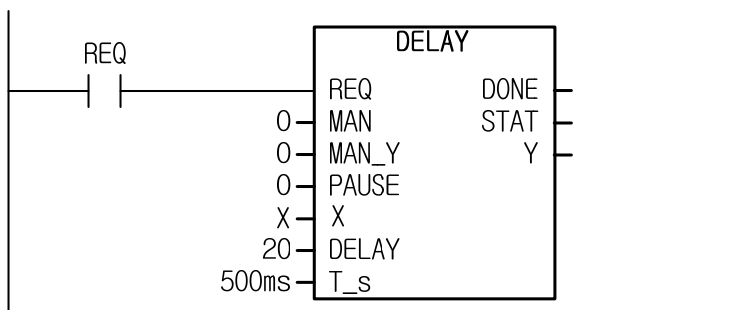 DELAY
REQ
REQ DONE
0 MAN STAT
0 MAN_Y Y
0 PAUSE
X X
20 DELAY
500ms T_s